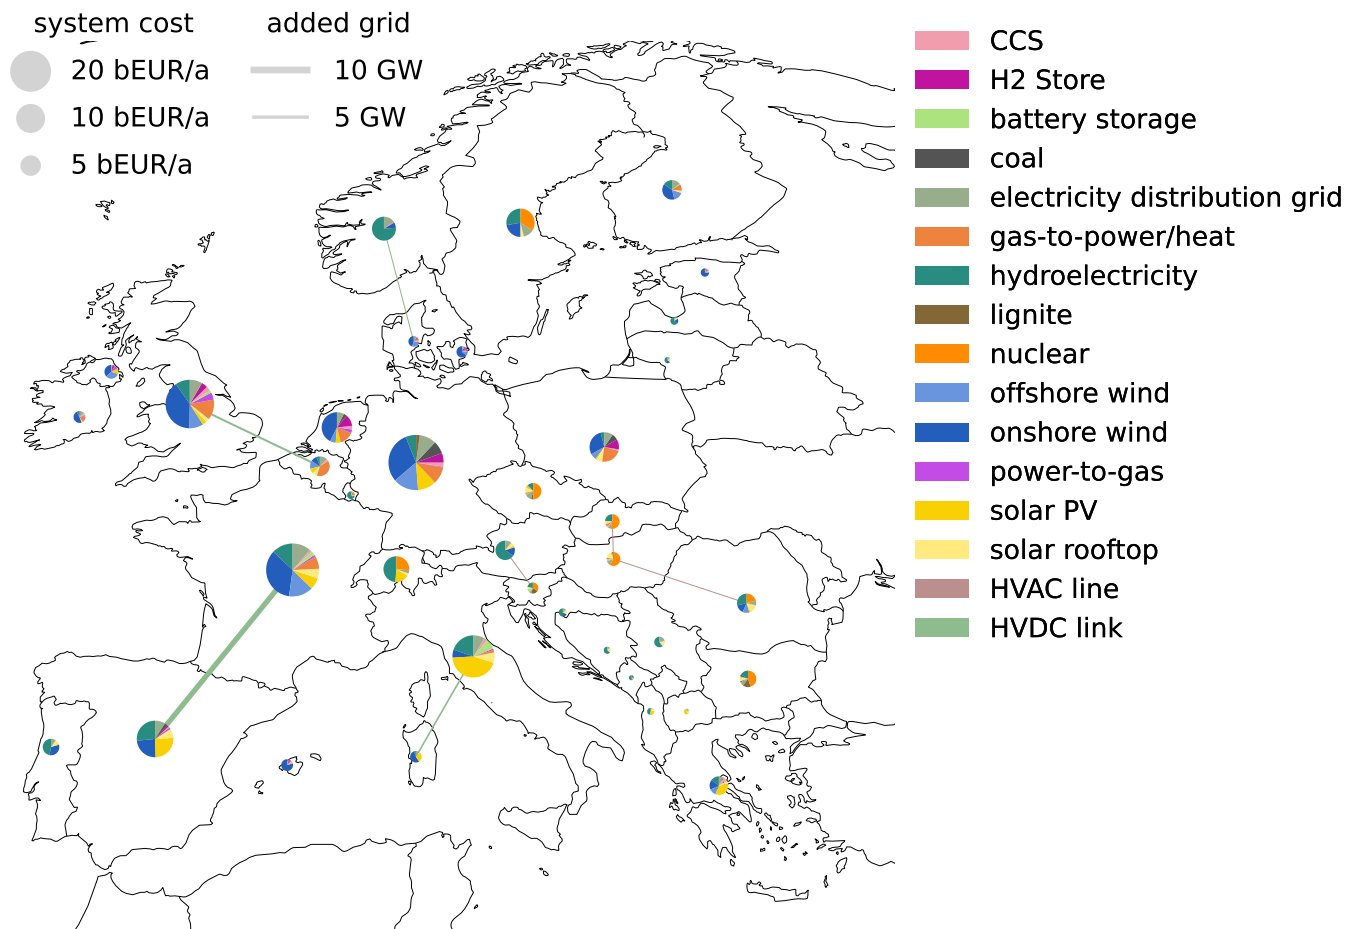 system cost
20 bEUR/a
10 bEUR/a
5 bEUR/a
added grid
10 GW
5 GW
CCS
H2 Store
battery storage
coal
electricity distribution grid
gas-to-power/heat
hydroelectricity
lignite
nuclear
offshore wind
onshore wind
power-to-gas
solar PV
solar rooftop
HVAC line
HVDC link